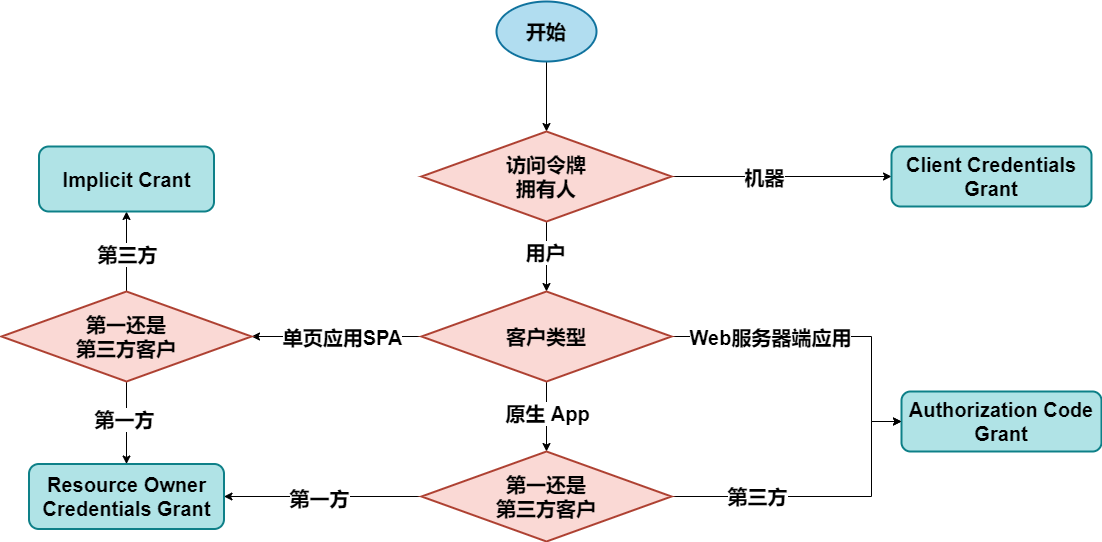 开始
访问令牌
拥有人
机器
Client Credentials
Grant
Implicit Crant
第三方
用户
第一还是
第三方客户
单页应用SPA
客户类型
Web服务器端应用
第一方
原生 App
Authorization Code
Grant
Resource Owner
Credentials Grant
第一方
第一还是
第三方客户
第三方